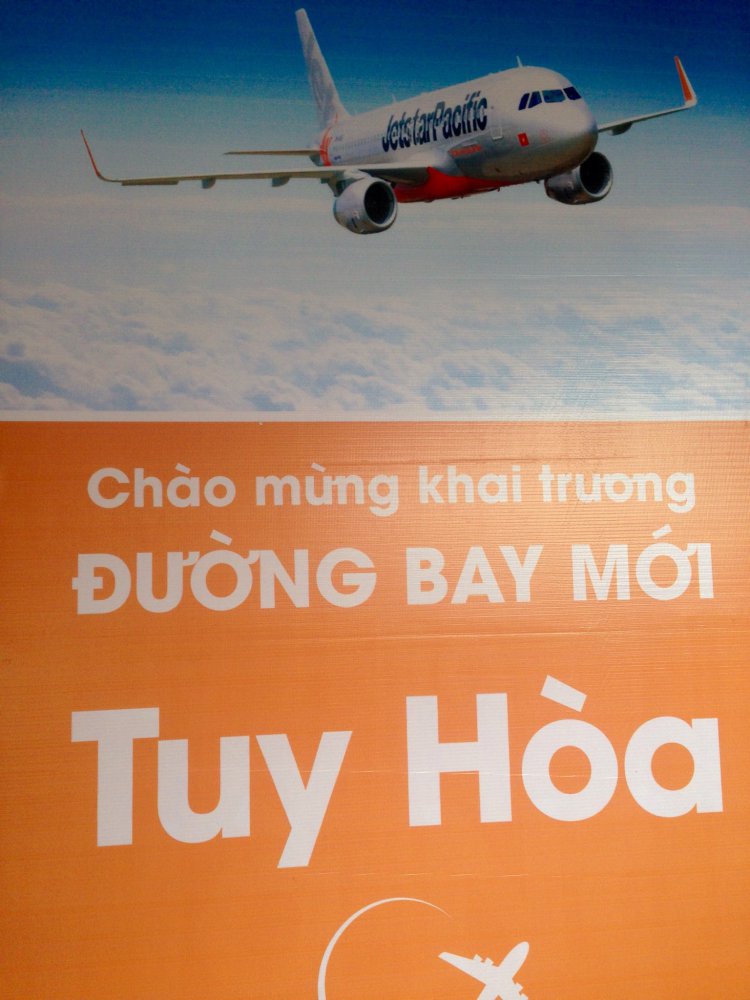 JetstarPacific
Chào mừng khai trương
ĐƯỜNG BAY MỚI
Tuy Hòa